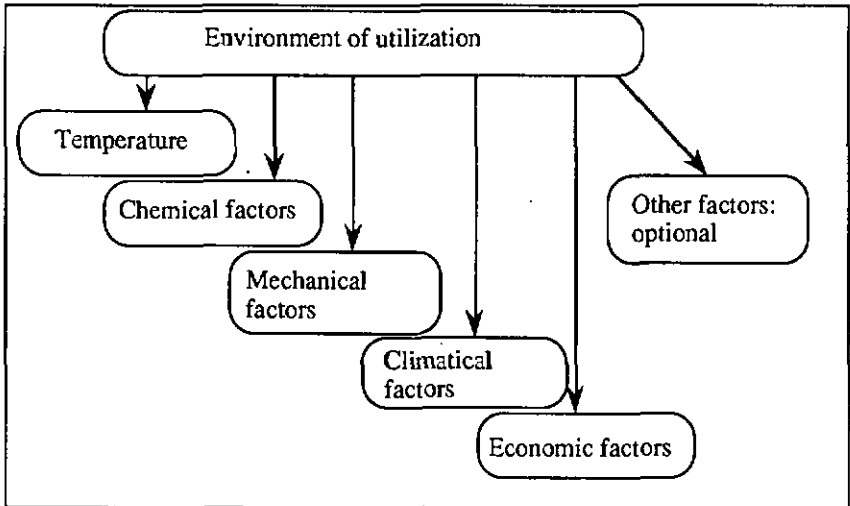 Environment of utilization
Temperature
Chemical factors
Other factors:
optional
Mechanical
factors
Climatical
factors
Economic factors